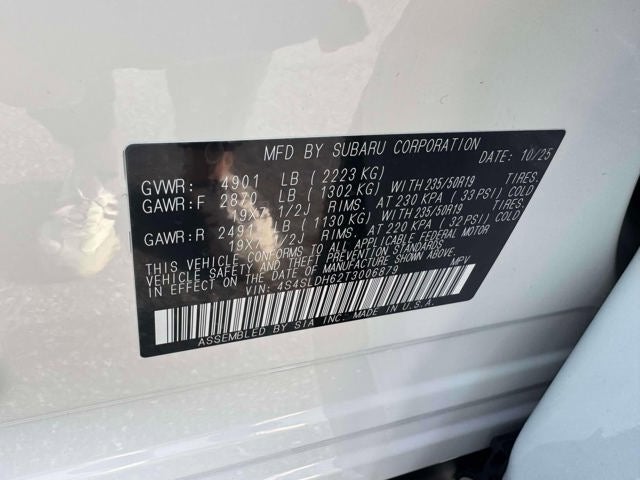 MFD BY SUBARU CORPORATION DATE: 10/25
GVWR: 4901 LB ( 2223 KG)
GAWR:F 2870 LB ( 1302 KG) WITH 235/50R19 TIRES.
19X7 1/2J RIMS. AT 230 KPA ( 33 PSI) COLD
GAWR:R 2491 LB ( 1130 KG) WITH 235/50R19 TIRES.
19X7 1/2J RIMS. AT 220 KPA ( 32 PSI) COLD
THIS VEHICLE CONFORMS TO ALL APPLICABLE FEDERAL MOTOR
VEHICLE SAFETY AND THEFT PREVENTION STANDARDS
IN EFFECT ON THE DATE OF MANUFACTURE SHOWN ABOVE.
VIN: 4S4SLDH62T3006879 MPV
ASSEMBLED BY SIA INC. MADE IN U.S.A.